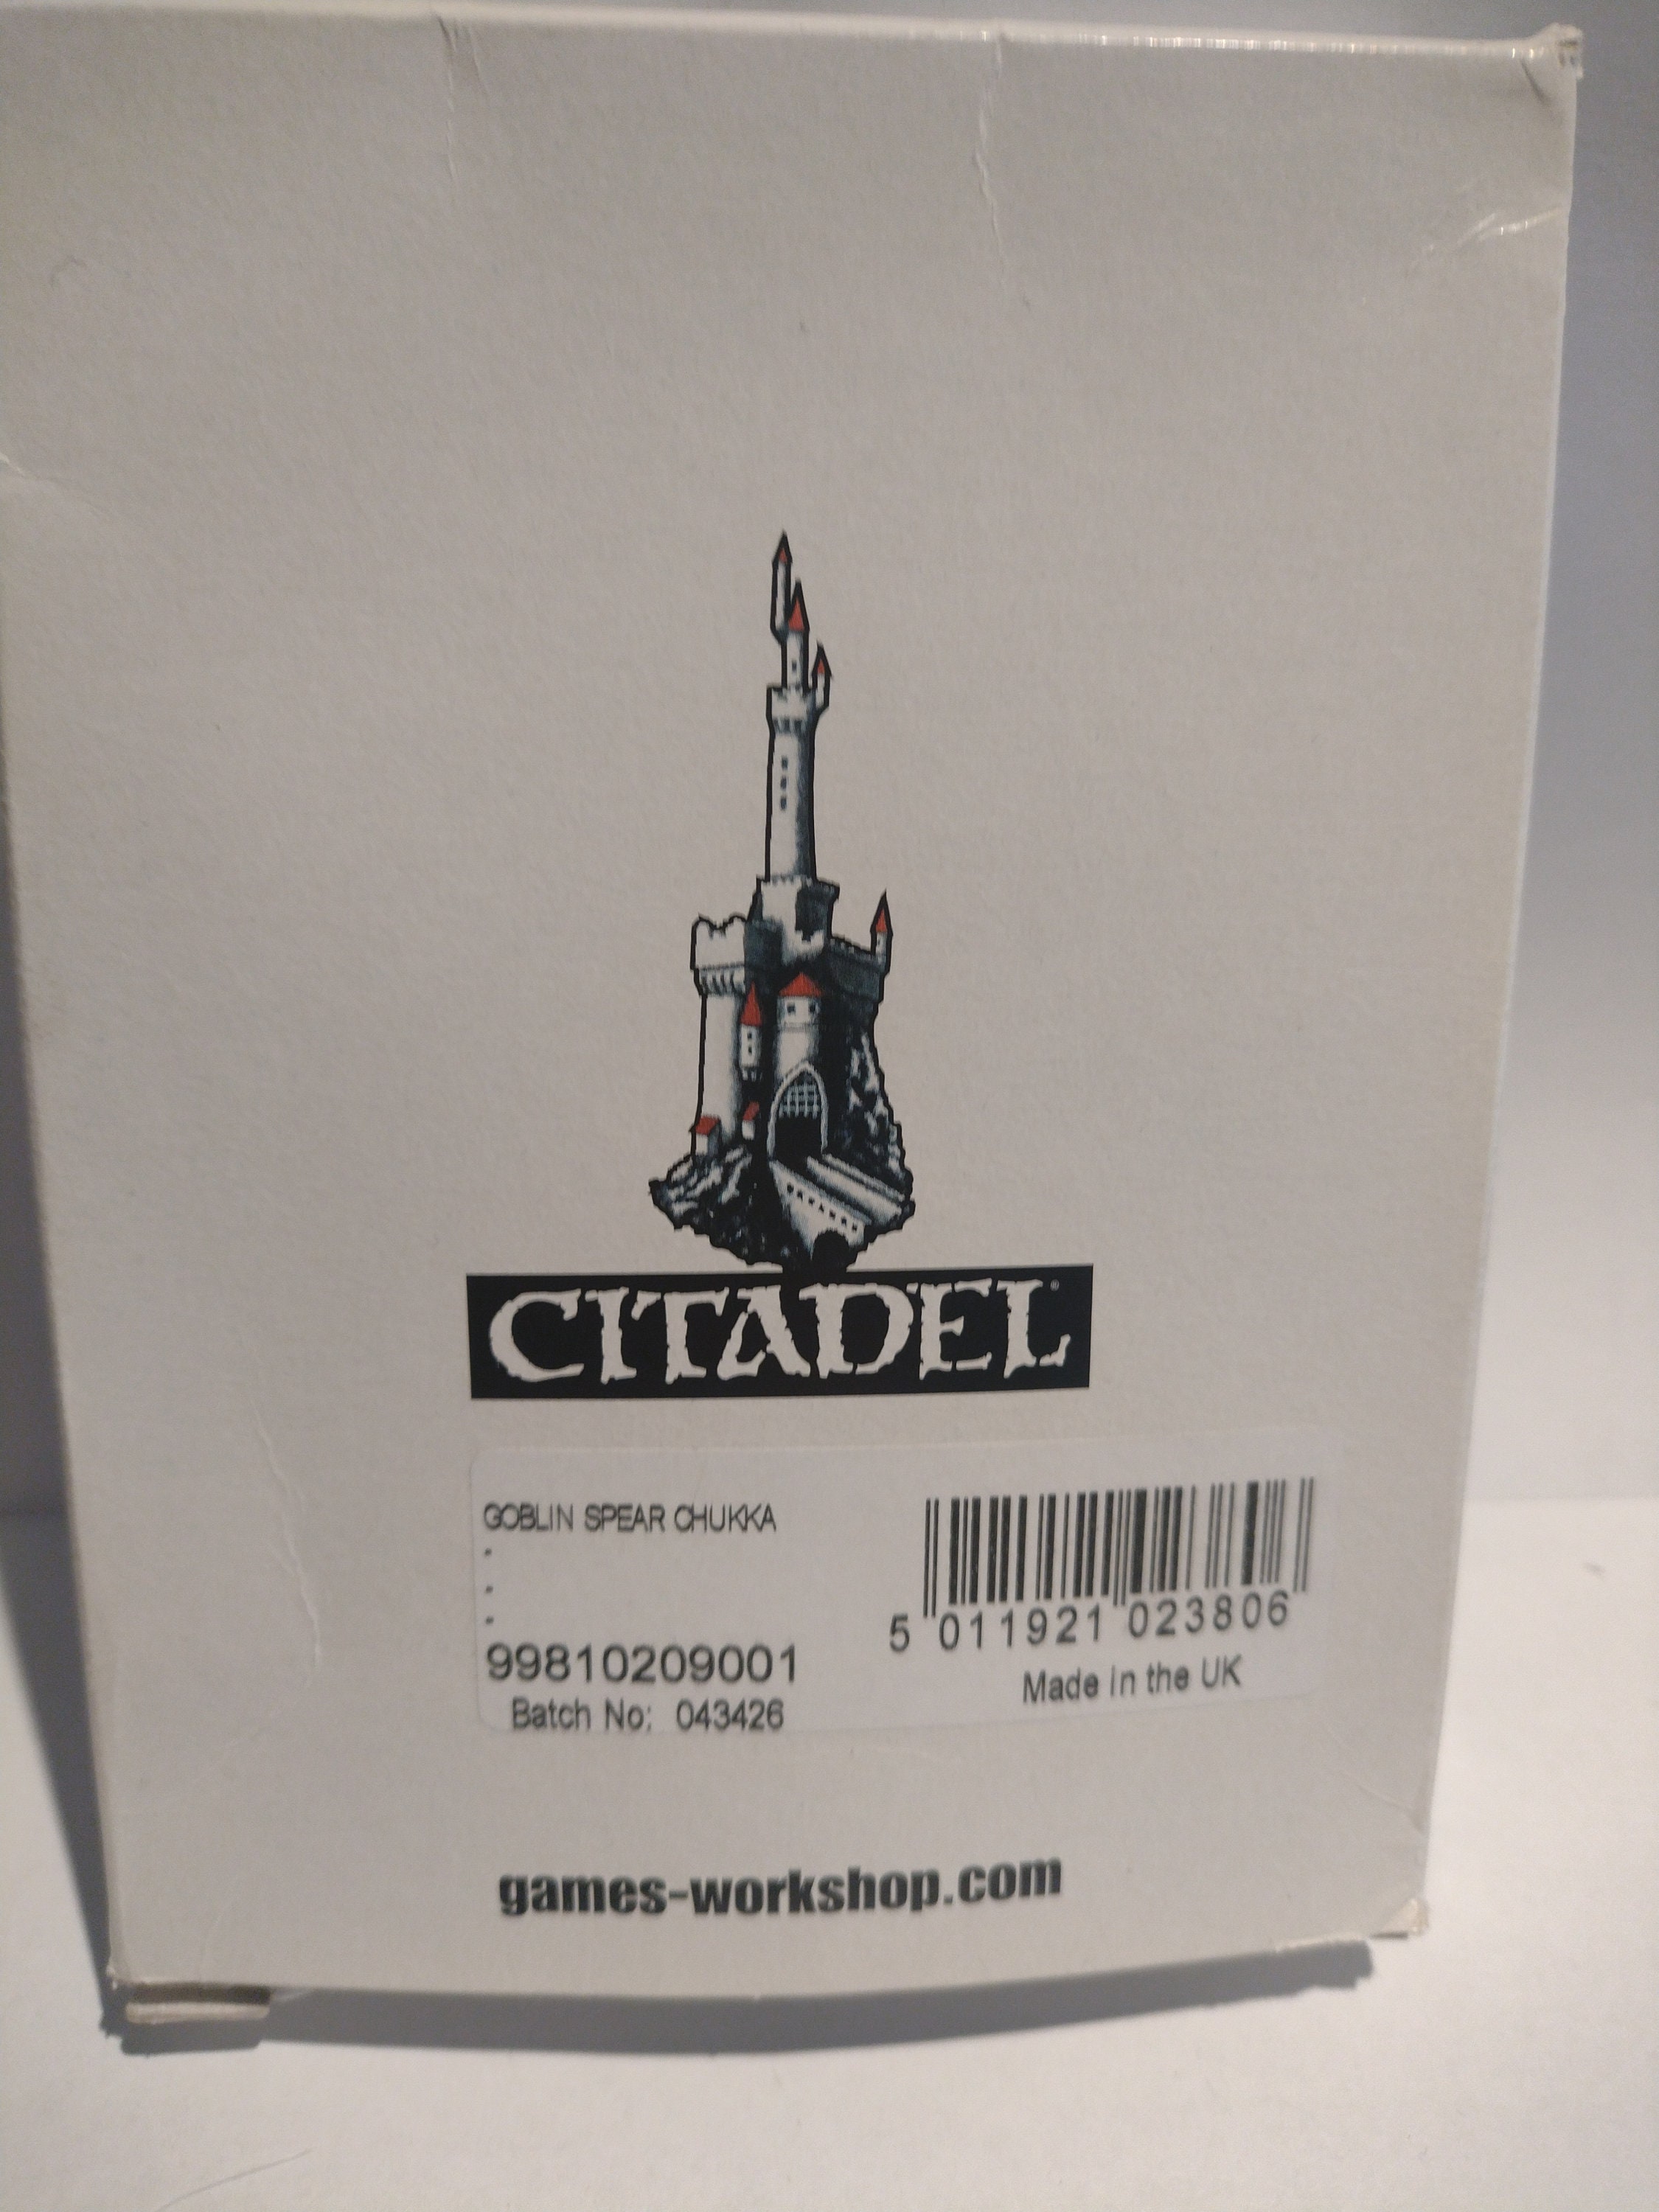 CITADEL®
GOBLIN SPEAR CHUKKA
-
-
-
99810209001
Batch No: 043426
5 011921 023806
Made in the UK
games-workshop.com